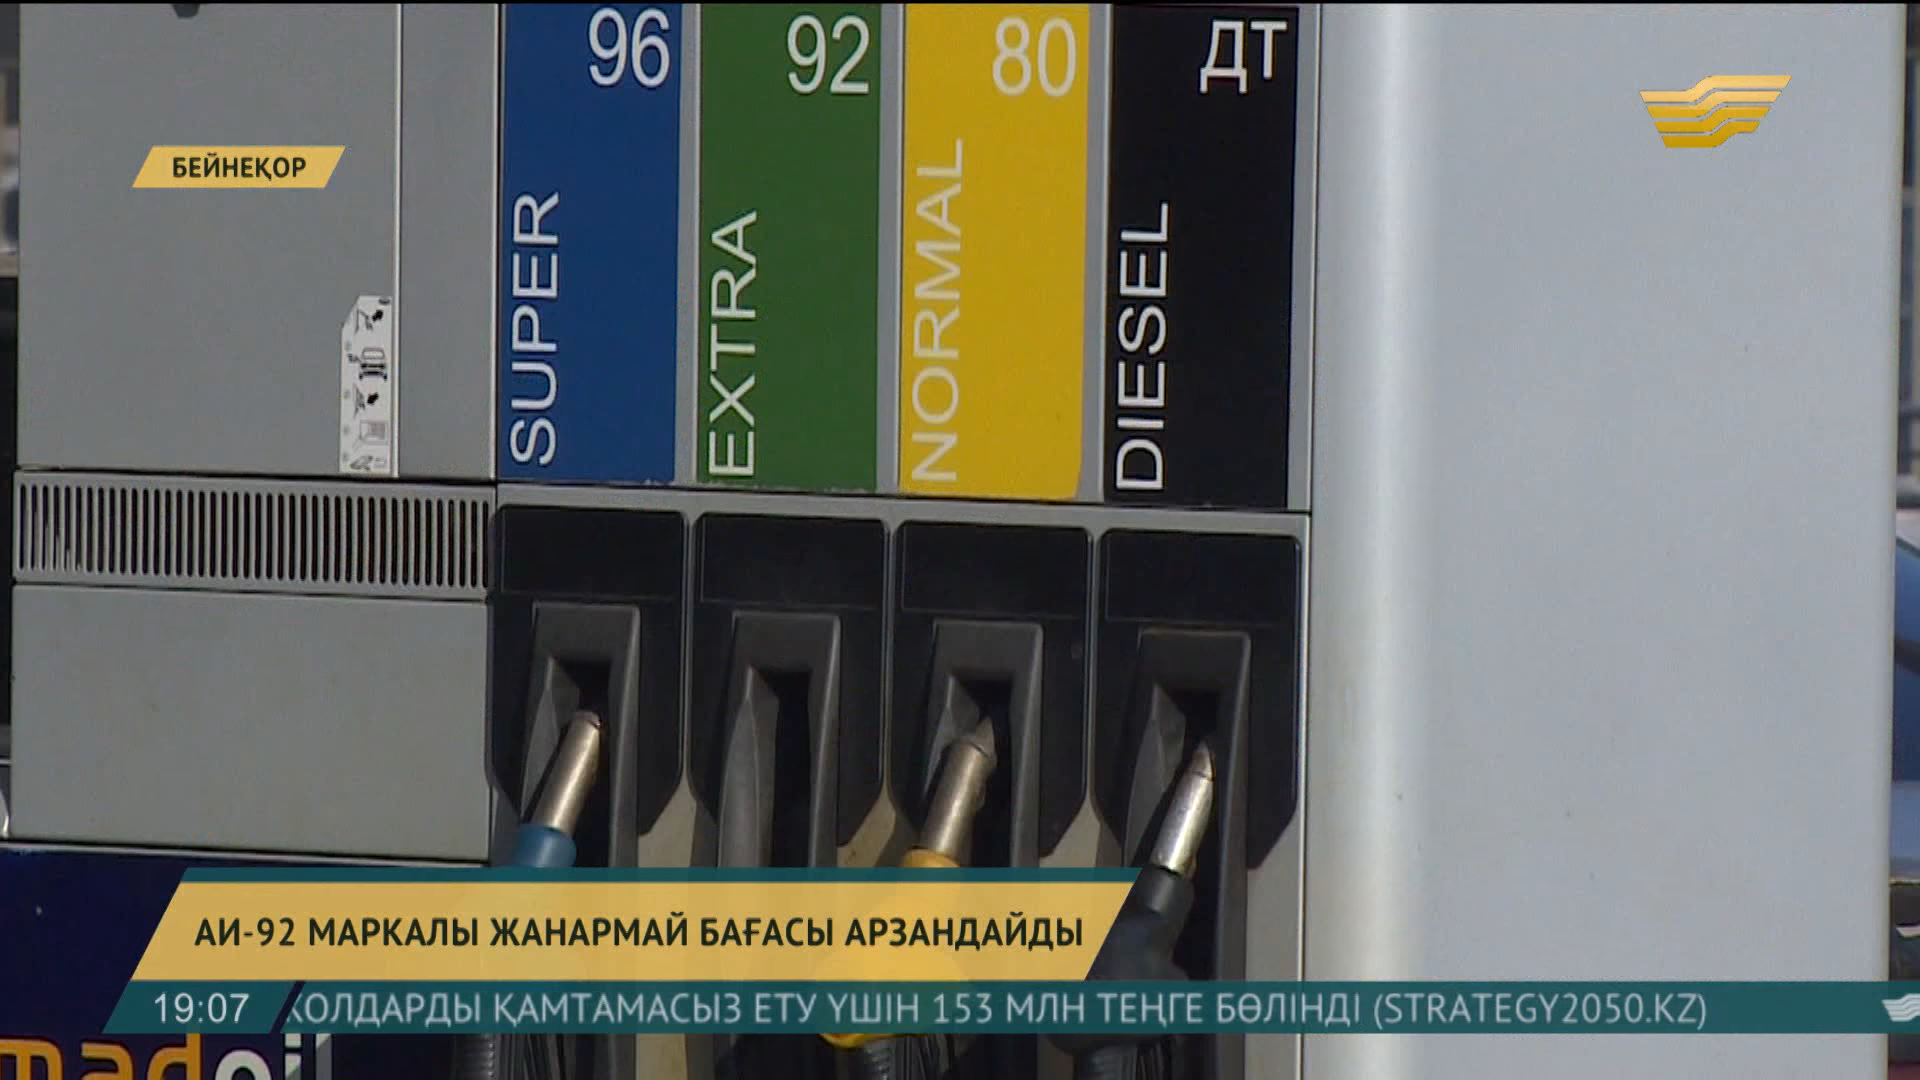 96
92
80
ДТ
БЕЙНЕҚОР
SUPER
EXTRA
NORMAL
DIESEL
АИ-92 МАРКАЛЫ ЖАНАРМАЙ БАҒАСЫ АРЗАНДАЙДЫ
19:07
ЖОЛДАРДЫ ҚАМТАМАСЫЗ ЕТУ ҮШІН 153 МЛН ТЕҢГЕ БӨЛІНДІ (STRATEGY2050.KZ)